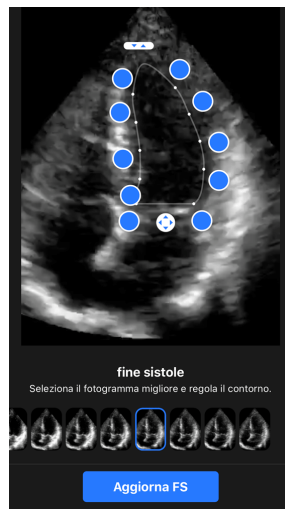 fine sistole
Seleziona il fotogramma migliore e regola il contorno.
Aggiorna FS